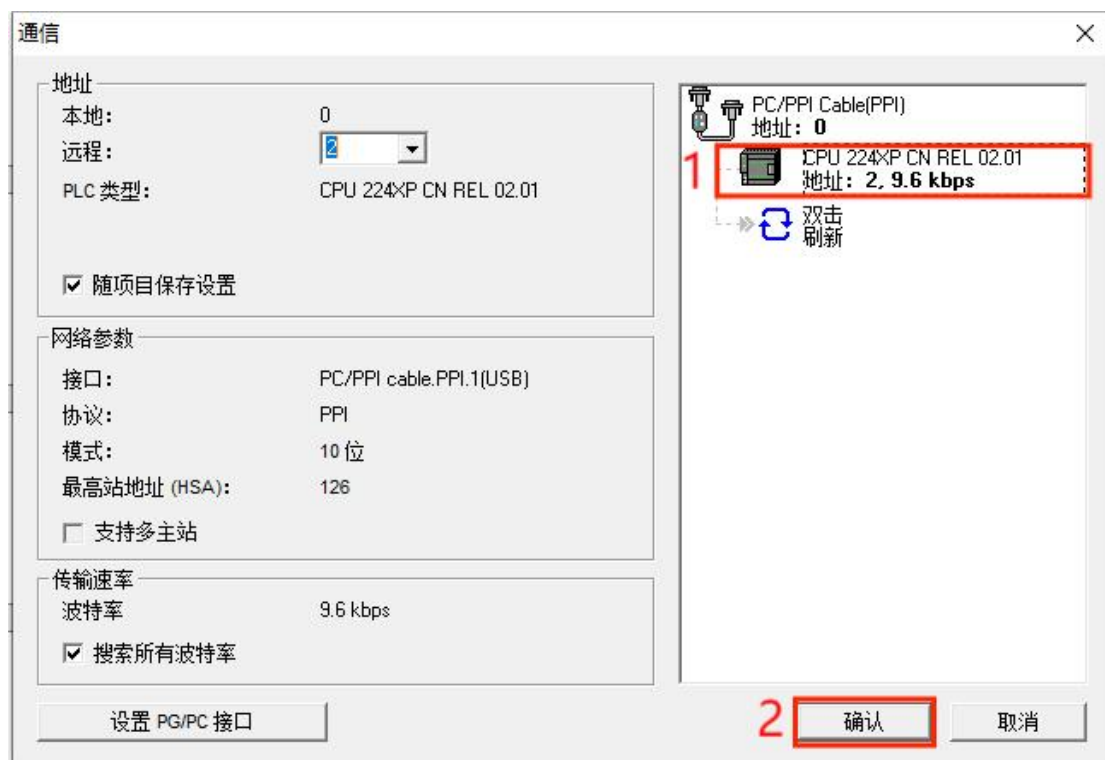 通信
地址
本地： 0
远程： 2
PLC 类型： CPU 224XP CN REL 02.01
随项目保存设置
网络参数
接口： PC/PPI cable.PPI.1(USB)
协议： PPI
模式： 10 位
最高站地址 (HSA)： 126
支持多主站
传输速率
波特率 9.6 kbps
搜索所有波特率
设置 PG/PC 接口
PC/PPI Cable(PPI)
地址： 0
1
CPU 224XP CN REL 02.01
地址： 2, 9.6 kbps
双击
刷新
2
确认
取消